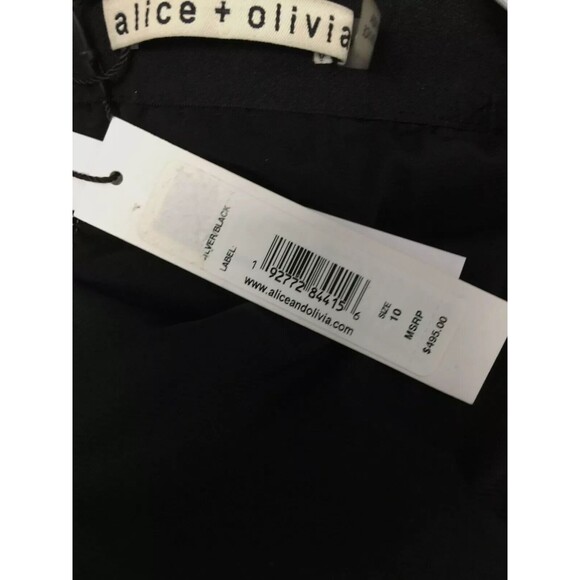 alice + olivia
SILVER/BLACK
LABEL:
1 92772 84415 6
www.aliceandolivia.com
SIZE
10
MSRP
$495.00